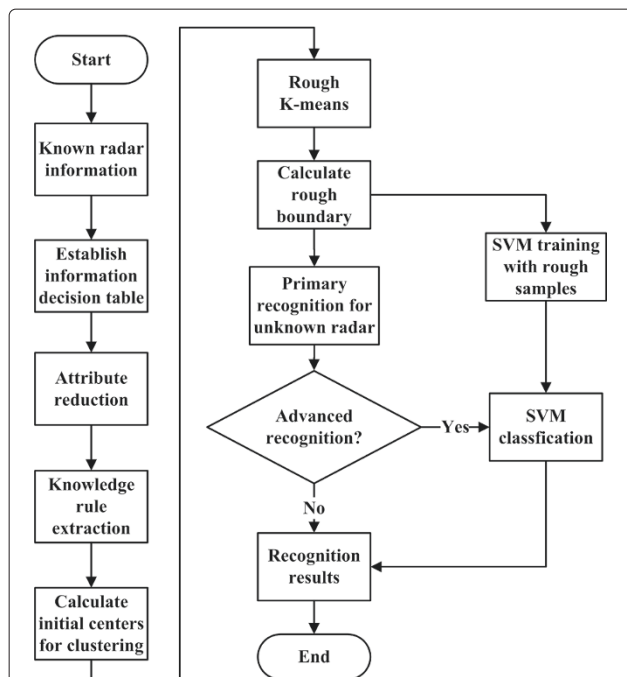 Start
Known radar
information
Establish
information
decision table
Attribute
reduction
Knowledge
rule
extraction
Calculate
initial centers
for clustering
Rough
K-means
Calculate
rough
boundary
SVM training
with rough
samples
Primary
recognition for
unknown radar
Advanced
recognition?
Yes
SVM
classfication
No
Recognition
results
End